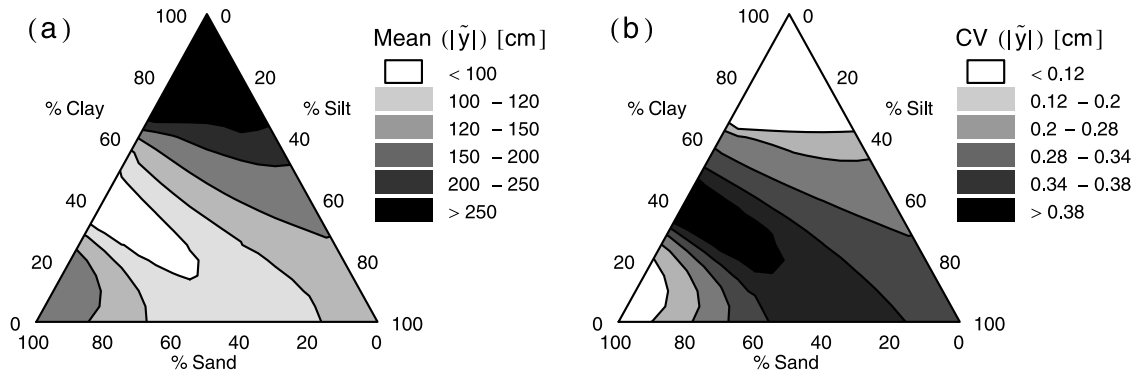 (a)
100
0
Mean (|ỹ|) [cm]
< 100
100 – 120
120 – 150
150 – 200
200 – 250
> 250
80
20
% Clay
% Silt
60
40
40
60
20
80
0
100
100
80
60
40
20
0
% Sand
(b)
100
0
CV (|ỹ|) [cm]
< 0.12
0.12 – 0.2
0.2 – 0.28
0.28 – 0.34
0.34 – 0.38
> 0.38
80
20
% Clay
% Silt
60
40
40
60
20
80
0
100
100
80
60
40
20
0
% Sand